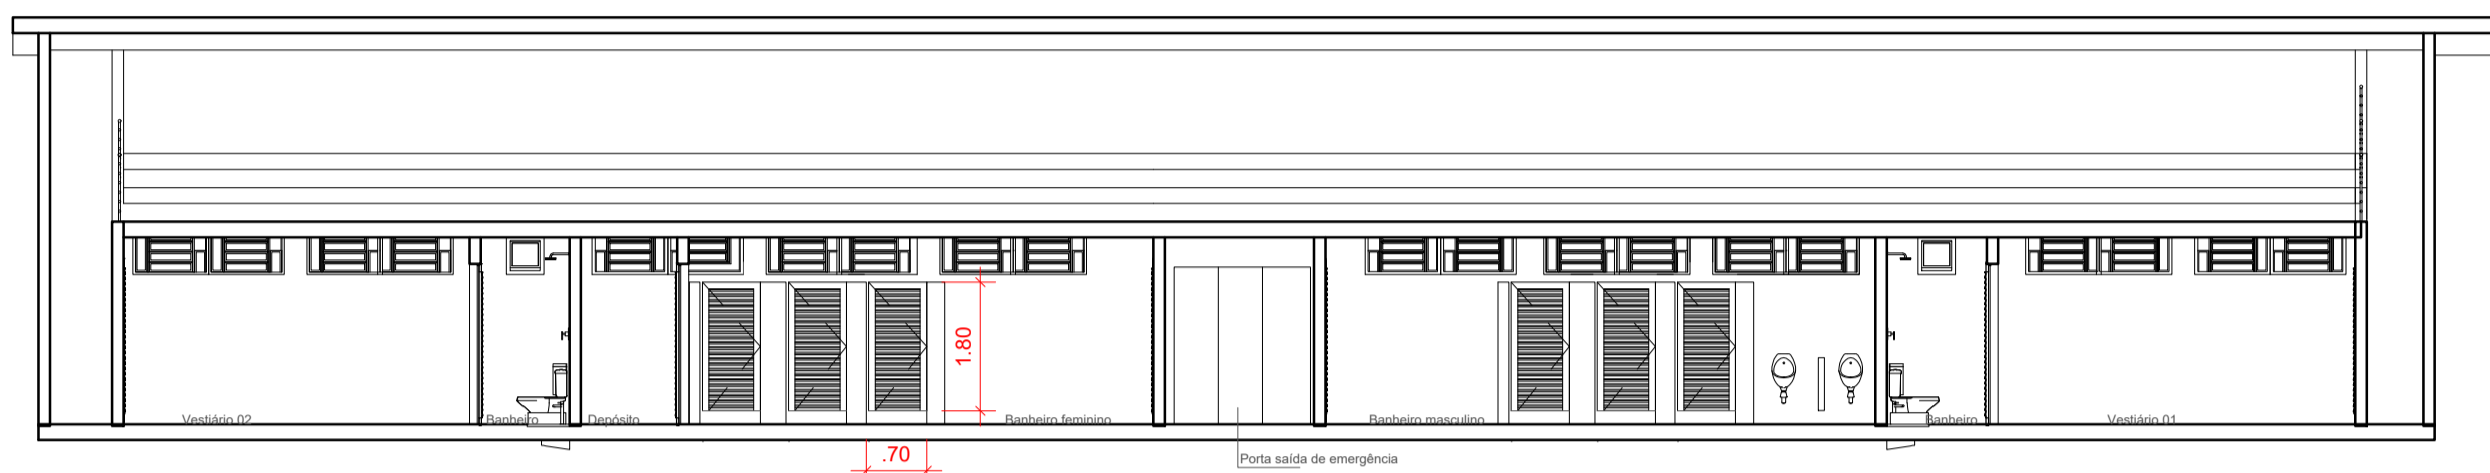 1.80
Vestiário 02
Banheiro
Depósito
Banheiro feminino
Banheiro masculino
Banheiro
Vestiário 01
.70
Porta saída de emergência